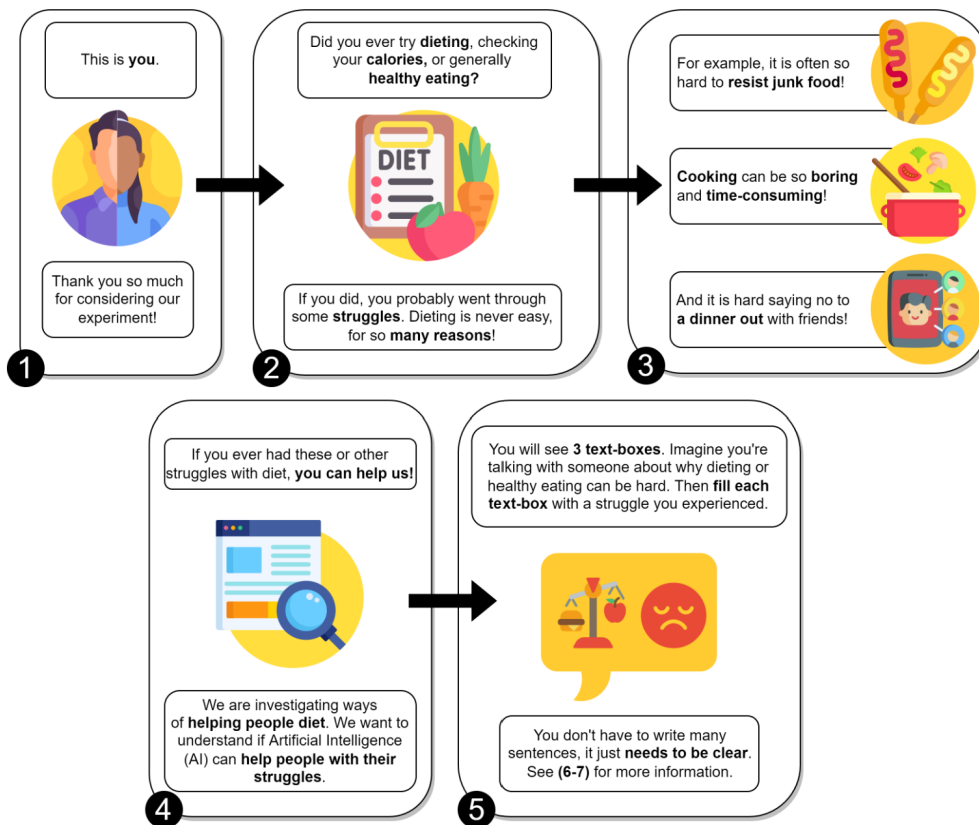 This is you.
Thank you so much
for considering our
experiment!
1
Did you ever try dieting, checking
your calories, or generally
healthy eating?
DIET
If you did, you probably went through
some struggles. Dieting is never easy,
for so many reasons!
2
For example, it is often so
hard to resist junk food!
Cooking can be so boring
and time-consuming!
And it is hard saying no to
a dinner out with friends!
3
If you ever had these or other
struggles with diet, you can help us!
We are investigating ways
of helping people diet. We want to
understand if Artificial Intelligence
(AI) can help people with their
struggles.
4
You will see 3 text-boxes. Imagine you're
talking with someone about why dieting or
healthy eating can be hard. Then fill each
text-box with a struggle you experienced.
You don't have to write many
sentences, it just needs to be clear.
See (6-7) for more information.
5